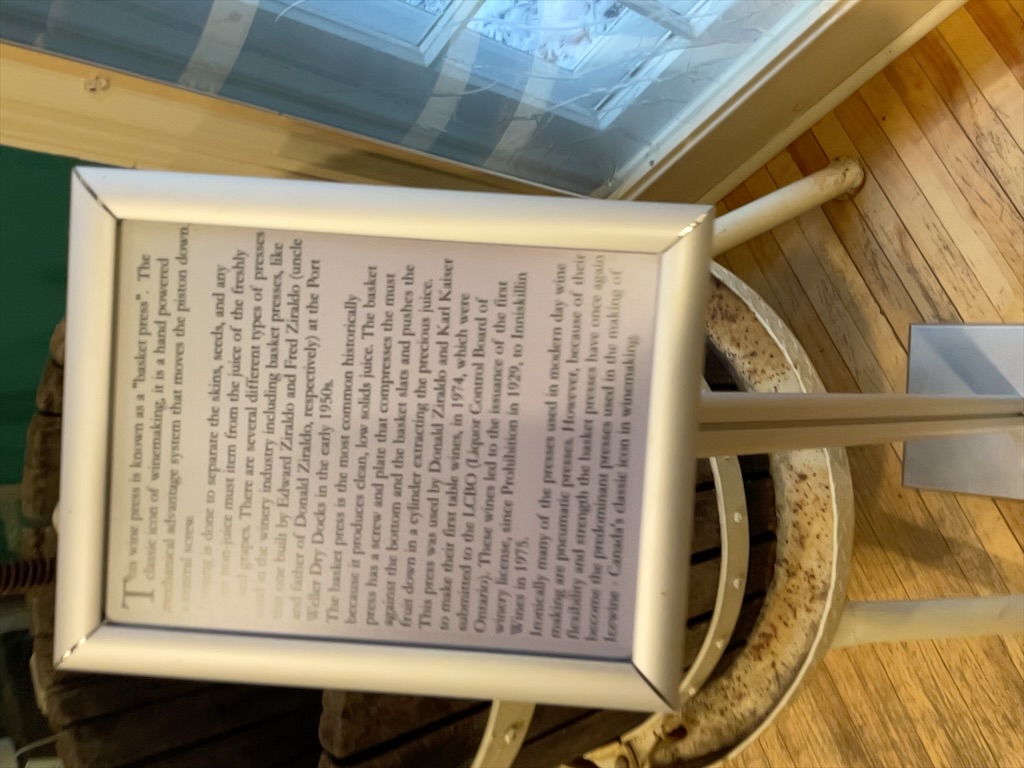 This wine press is known as a "basket press". The
classic icon of winemaking, it is a hand powered
mechanical advantage system that moves the piston down
a central screw.
is done to separate the skins, seeds, and any
non-juice must item from the juice of the freshly
grapes. There are several different types of presses
used in the winery industry including basket presses, like
this one built by Edward Ziraldo and Fred Ziraldo (uncle
and father of Donald Ziraldo, respectively) at the Port
Weller Dry Docks in the early 1950s.
The basket press is the most common historically
because it produces clean, low solids juice. The basket
press has a screw and plate that compresses the must
against the bottom and the basket slats and pushes the
fruit down in a cylinder extracting the precious juice.
This press was used by Donald Ziraldo and Karl Kaiser
to make their first table wines, in 1974, which were
submitted to the LCBO (Liquor Control Board of
Ontario). These wines led to the issuance of the first
winery license, since Prohibition in 1929, to Inniskillin
Wines in 1975.
Ironically many of the presses used in modern day wine
making are pneumatic presses. However, because of their
flexibility and strength the basket presses have once again
become the predominant presses used in the making of
Icewine - Canada's classic icon in winemaking.